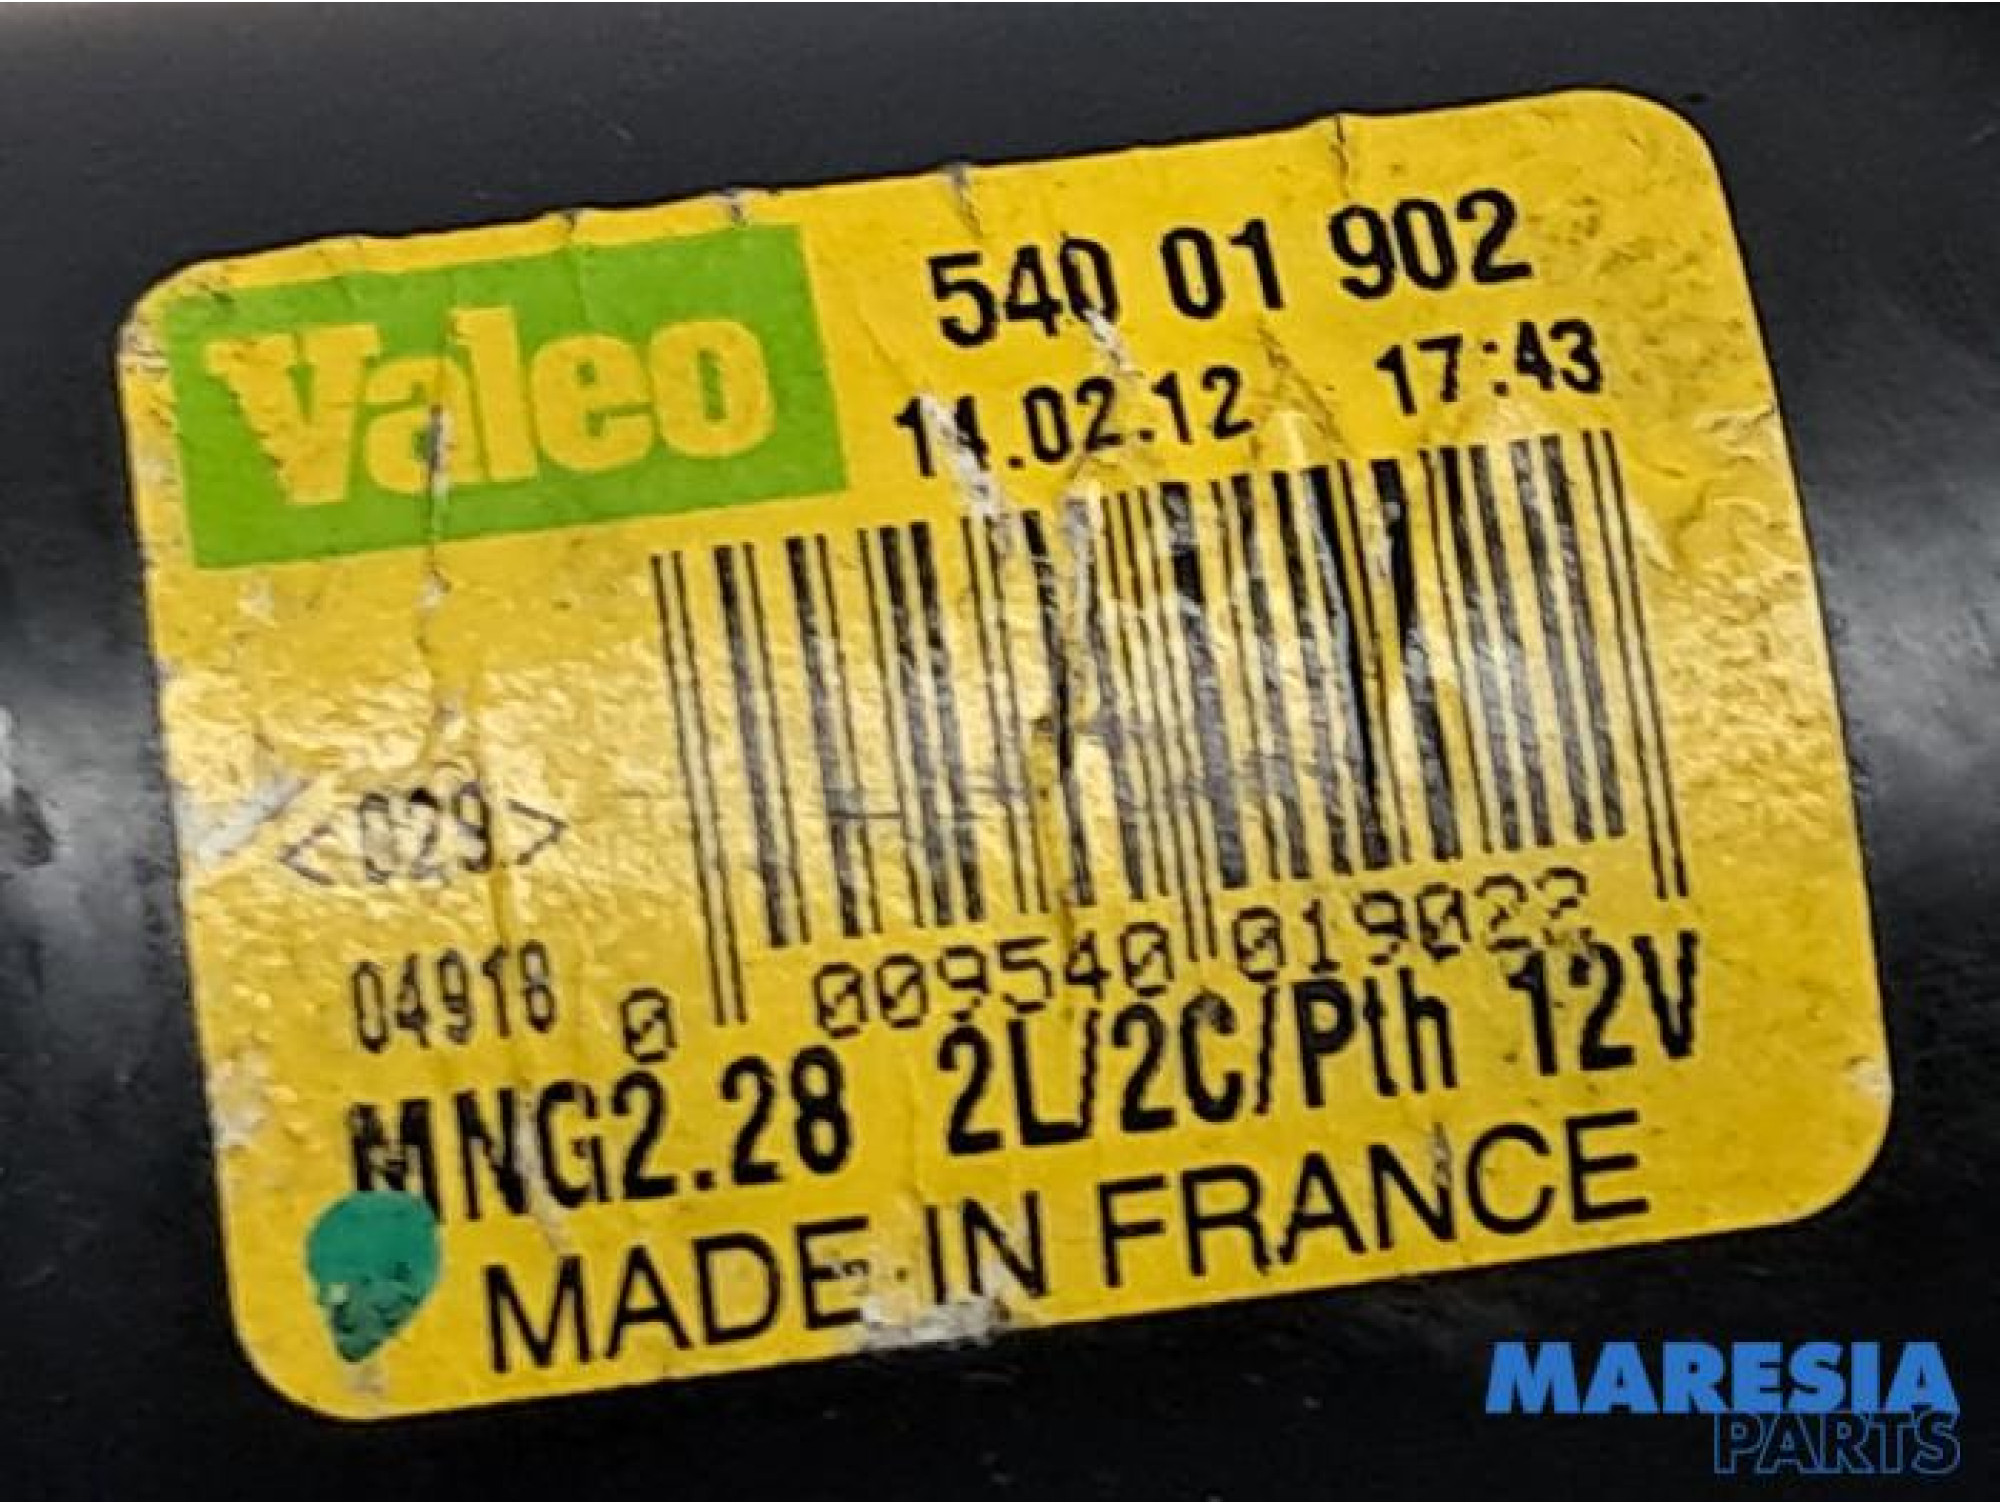 Valeo
540 01 902
14.02.12 17:43
<029>
04918
0 009540 019022
MNG2.28 2L/2C/Pth 12V
MADE IN FRANCE
MARESIA
PARTS